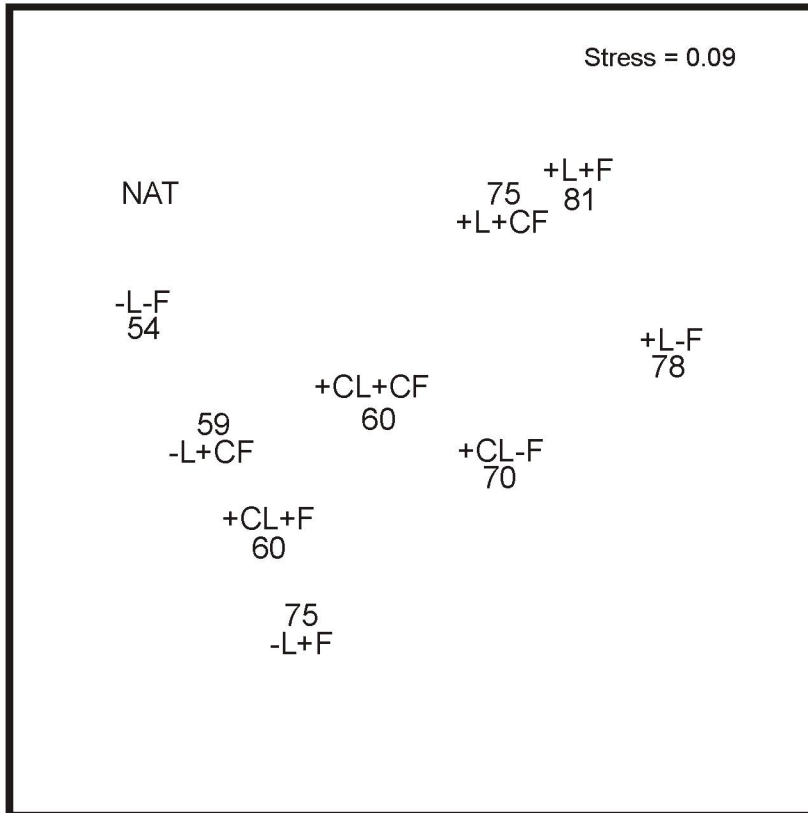 Stress = 0.09
NAT
+L+F
81
75
+L+CF
-L-F
54
+L-F
78
+CL+CF
60
59
-L+CF
+CL-F
70
+CL+F
60
75
-L+F